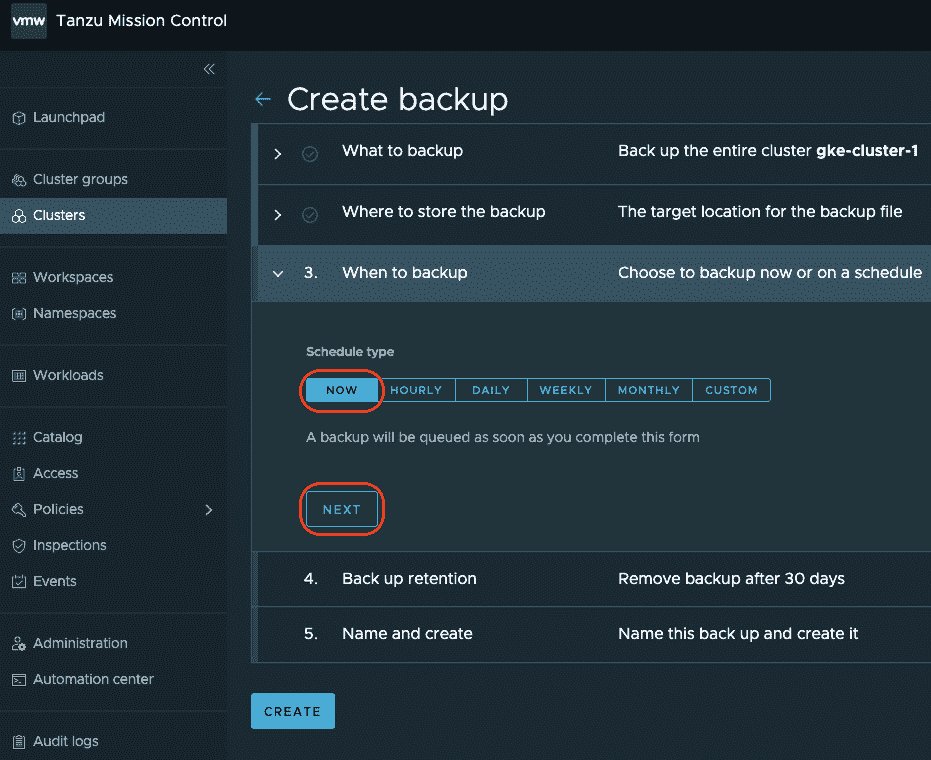 vmw Tanzu Mission Control
Launchpad
Cluster groups
Clusters
Workspaces
Namespaces
Workloads
Catalog
Access
Policies
Inspections
Events
Administration
Automation center
Audit logs
Create backup
What to backup Back up the entire cluster gke-cluster-1
Where to store the backup The target location for the backup file
3. When to backup Choose to backup now or on a schedule
Schedule type
NOW HOURLY DAILY WEEKLY MONTHLY CUSTOM
A backup will be queued as soon as you complete this form
NEXT
4. Back up retention Remove backup after 30 days
5. Name and create Name this back up and create it
CREATE